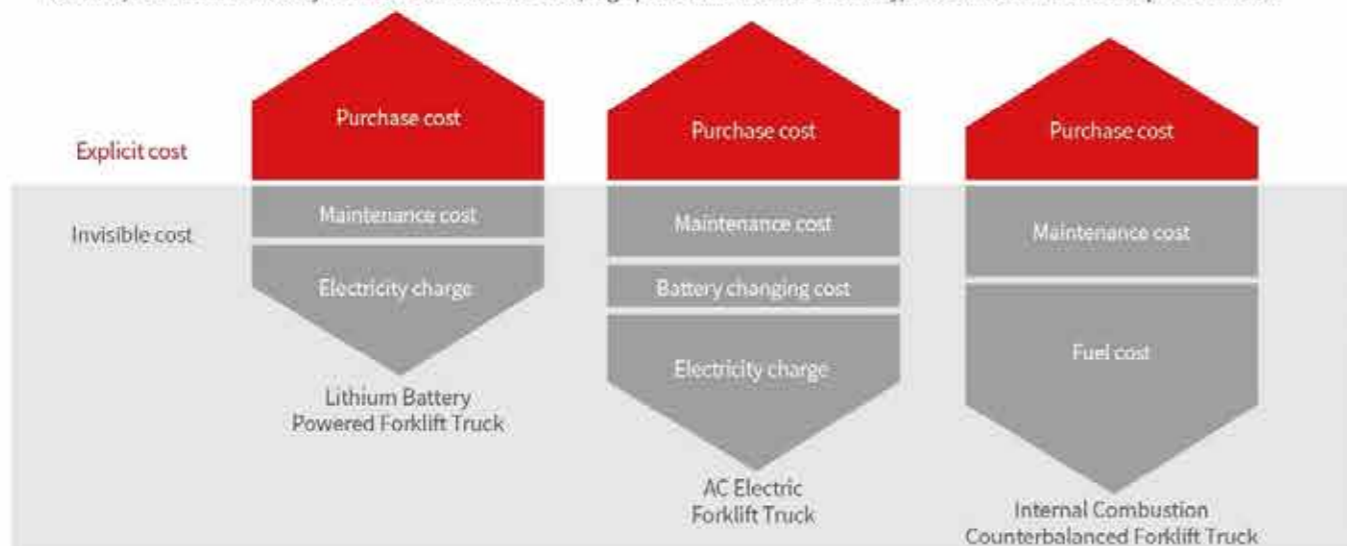 Purchase cost
Purchase cost
Purchase cost
Explicit cost
Maintenance cost
Maintenance cost
Maintenance cost
Invisible cost
Electricity charge
Battery changing cost
Fuel cost
Electricity charge
Lithium Battery
Powered Forklift Truck
AC Electric
Forklift Truck
Internal Combustion
Counterbalanced Forklift Truck